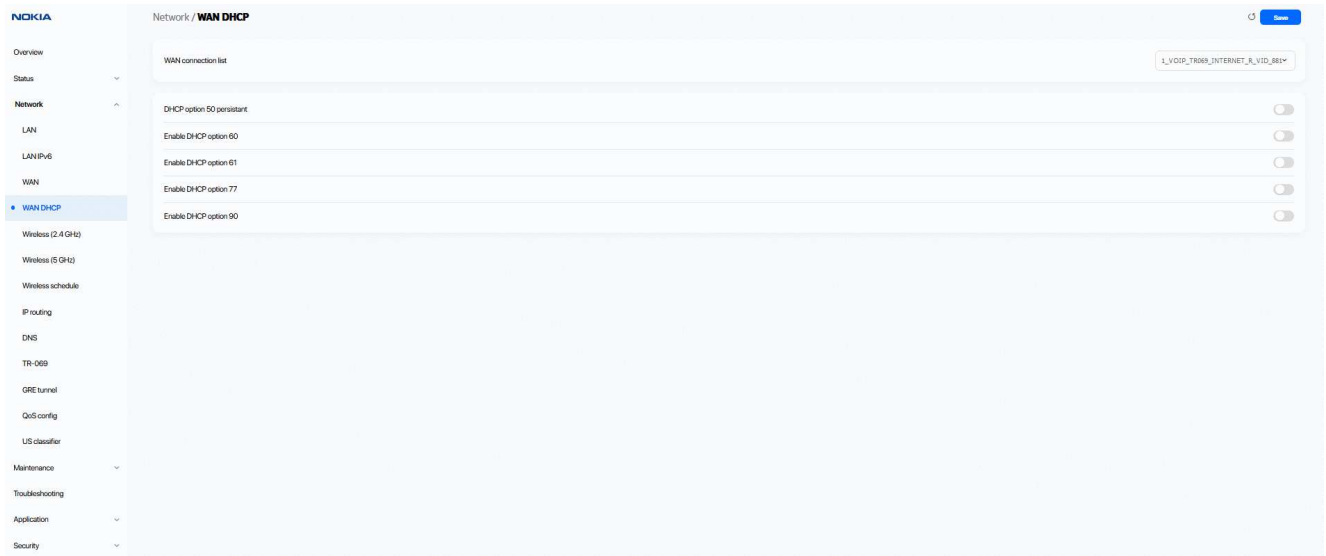 NOKIA
Network / WAN DHCP
Save
Overview
Status
Network
LAN
LAN IPv6
WAN
WAN DHCP
Wireless (2.4 GHz)
Wireless (5 GHz)
Wireless schedule
IP routing
DNS
TR-069
GRE tunnel
QoS config
US classifier
Maintenance
Troubleshooting
Application
Security
WAN connection list
1_VOIP_TR069_INTERNET_R_VID_881
DHCP option 50 persistant
Enable DHCP option 60
Enable DHCP option 61
Enable DHCP option 77
Enable DHCP option 90